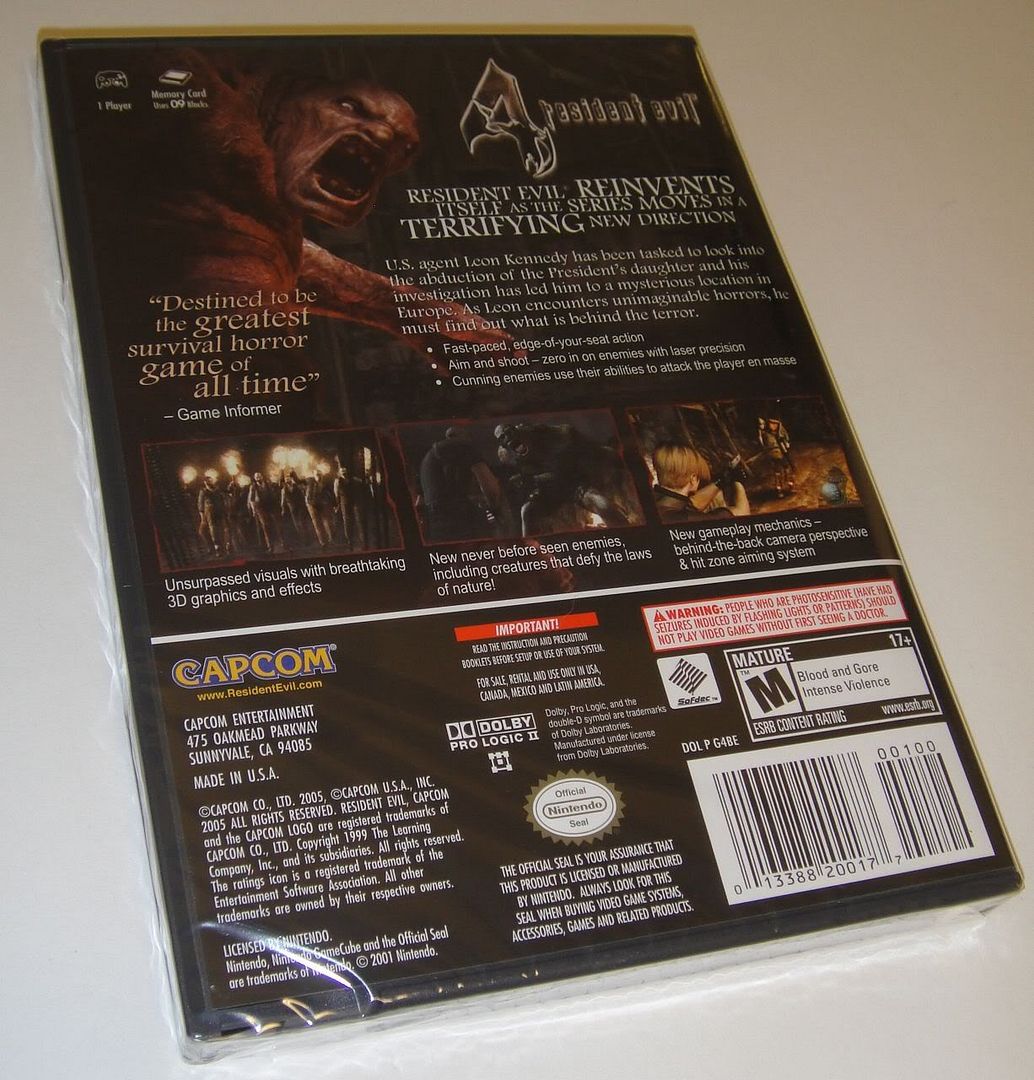 1 Player
Memory Card
Uses 09 Blocks
4 resident evil
RESIDENT EVIL® REINVENTS
ITSELF AS THE SERIES MOVES IN A
TERRIFYING NEW DIRECTION
U.S. agent Leon Kennedy has been tasked to look into
the abduction of the President's daughter and his
investigation has led him to a mysterious location in
Europe. As Leon encounters unimaginable horrors, he
must find out what is behind the terror.
• Fast-paced, edge-of-your-seat action
• Aim and shoot – zero in on enemies with laser precision
• Cunning enemies use their abilities to attack the player en masse
“Destined to be
the greatest
survival horror
game of
all time”
– Game Informer
Unsurpassed visuals with breathtaking
3D graphics and effects
New never before seen enemies,
including creatures that defy the laws
of nature!
New gameplay mechanics –
behind-the-back camera perspective
& hit zone aiming system
CAPCOM®
www.ResidentEvil.com
CAPCOM ENTERTAINMENT
475 OAKMEAD PARKWAY
SUNNYVALE, CA 94085
MADE IN U.S.A.
©CAPCOM CO., LTD. 2005, ©CAPCOM U.S.A., INC.
2005 ALL RIGHTS RESERVED. RESIDENT EVIL, CAPCOM
and the CAPCOM LOGO are registered trademarks of
CAPCOM CO., LTD. Copyright 1999 The Learning
Company, Inc., and its subsidiaries. All rights reserved.
The ratings icon is a registered trademark of the
Entertainment Software Association. All other
trademarks are owned by their respective owners.
LICENSED BY NINTENDO.
Nintendo, Nintendo GameCube and the Official Seal
are trademarks of Nintendo. © 2001 Nintendo.
IMPORTANT!
READ THE INSTRUCTION AND PRECAUTION
BOOKLETS BEFORE SETUP OR USE OF YOUR SYSTEM.
FOR SALE, RENTAL AND USE ONLY IN USA,
CANADA, MEXICO AND LATIN AMERICA.
DOLBY
PRO LOGIC II
Dolby, Pro Logic, and the
double-D symbol are trademarks
of Dolby Laboratories.
Manufactured under license
from Dolby Laboratories.
Official
Nintendo
Seal
THE OFFICIAL SEAL IS YOUR ASSURANCE THAT
THIS PRODUCT IS LICENSED OR MANUFACTURED
BY NINTENDO. ALWAYS LOOK FOR THIS
SEAL WHEN BUYING VIDEO GAME SYSTEMS,
ACCESSORIES, GAMES AND RELATED PRODUCTS.
WARNING: PEOPLE WHO ARE PHOTOSENSITIVE (HAVE HAD
SEIZURES INDUCED BY FLASHING LIGHTS OR PATTERNS) SHOULD
NOT PLAY VIDEO GAMES WITHOUT FIRST SEEING A DOCTOR.
Sofdec™
MATURE 17+
™
M
Blood and Gore
Intense Violence
ESRB CONTENT RATING www.esrb.org
DOL P G4BE
00100
0 13388 20017 7